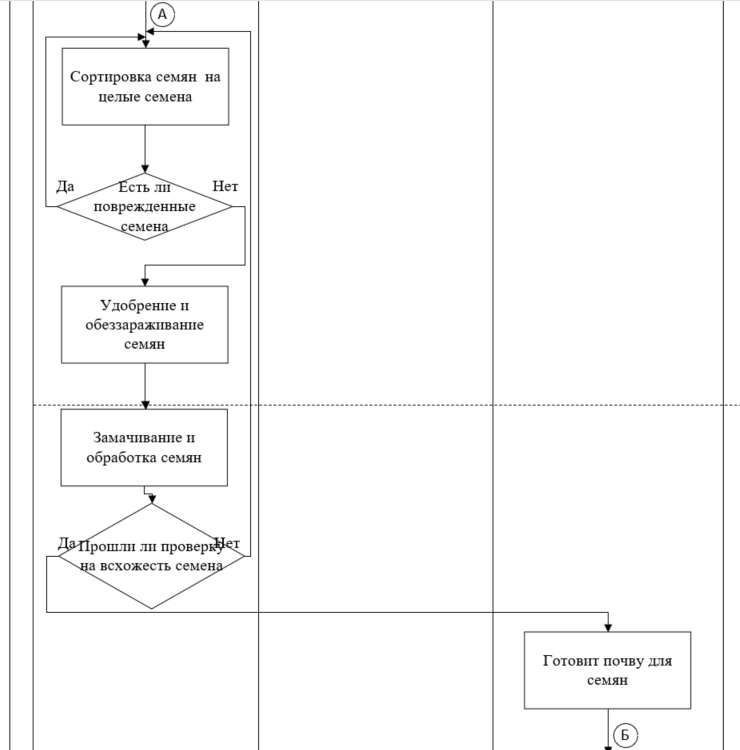 А
Сортировка семян на
целые семена
Да
Нет
Есть ли
поврежденные
семена
Удобрение и
обеззараживание
семян
Замачивание и
обработка семян
Да
Нет
Прошли ли проверку
на всхожесть семена
Готовит почву для
семян
Б